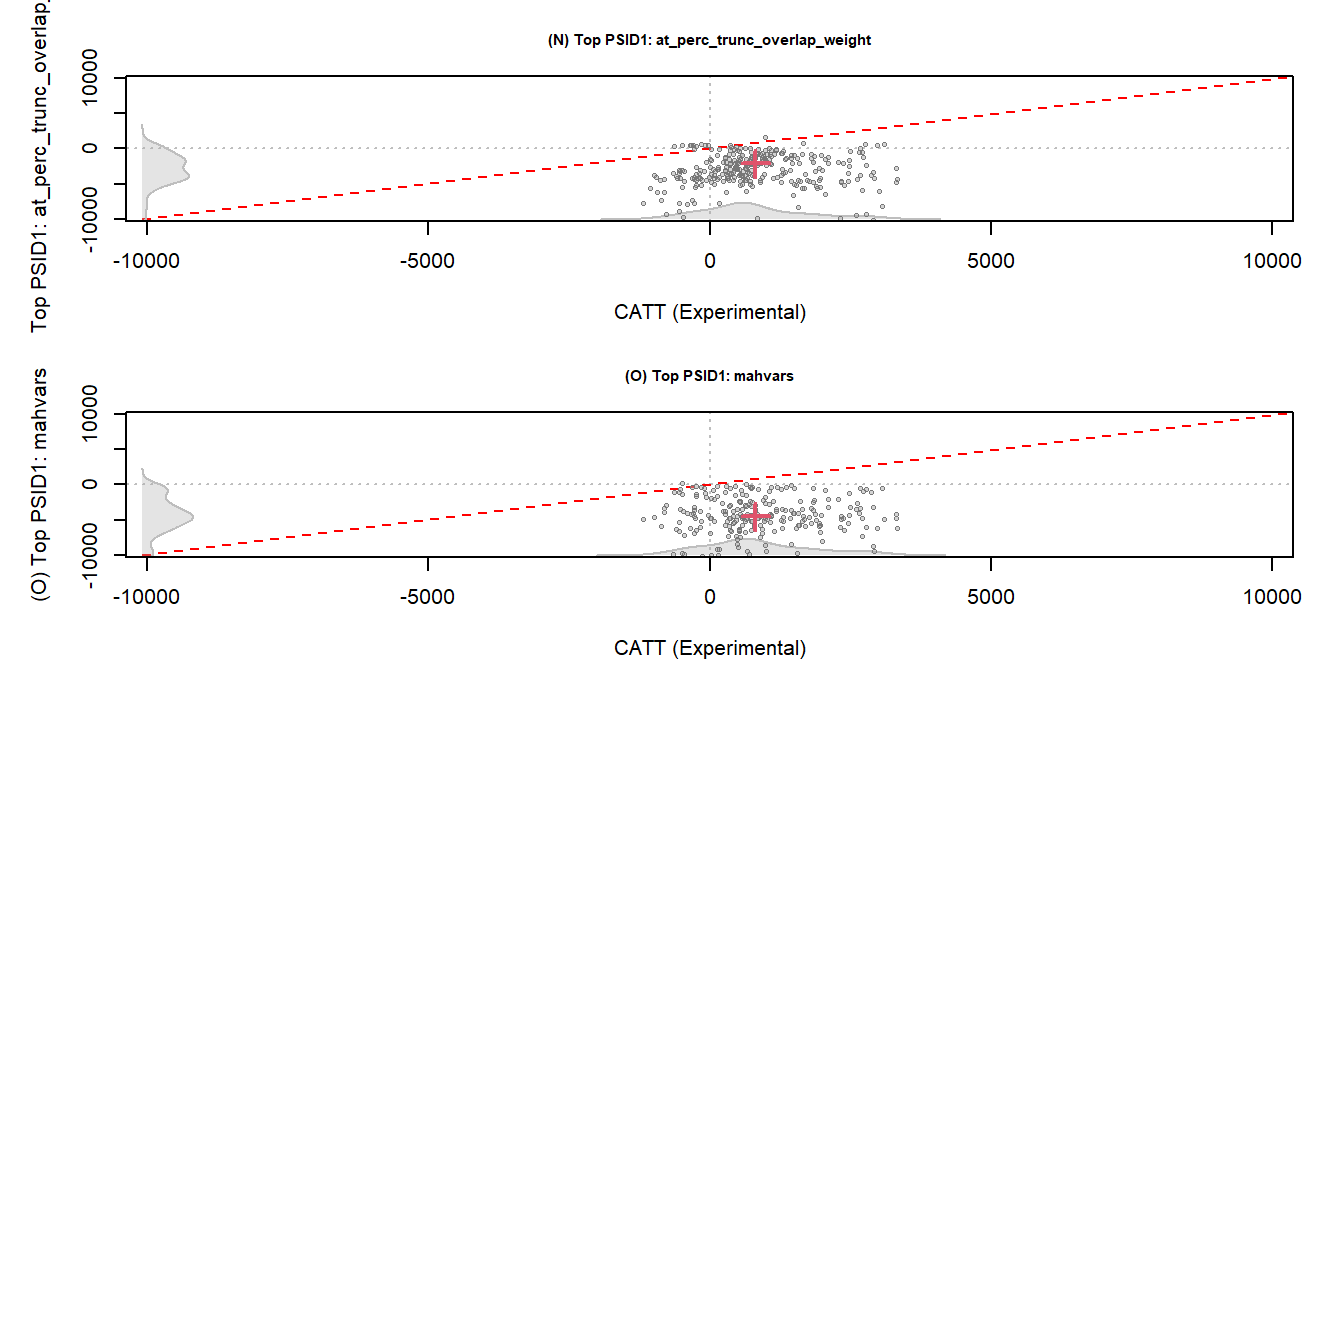 (N) Top PSID1: at_perc_trunc_overlap_weight
Top PSID1: at_perc_trunc_overlap_
10000
0
-10000
-10000 -5000 0 5000 10000
CATT (Experimental)
(O) Top PSID1: mahvars
(O) Top PSID1: mahvars
10000
0
-10000
-10000 -5000 0 5000 10000
CATT (Experimental)